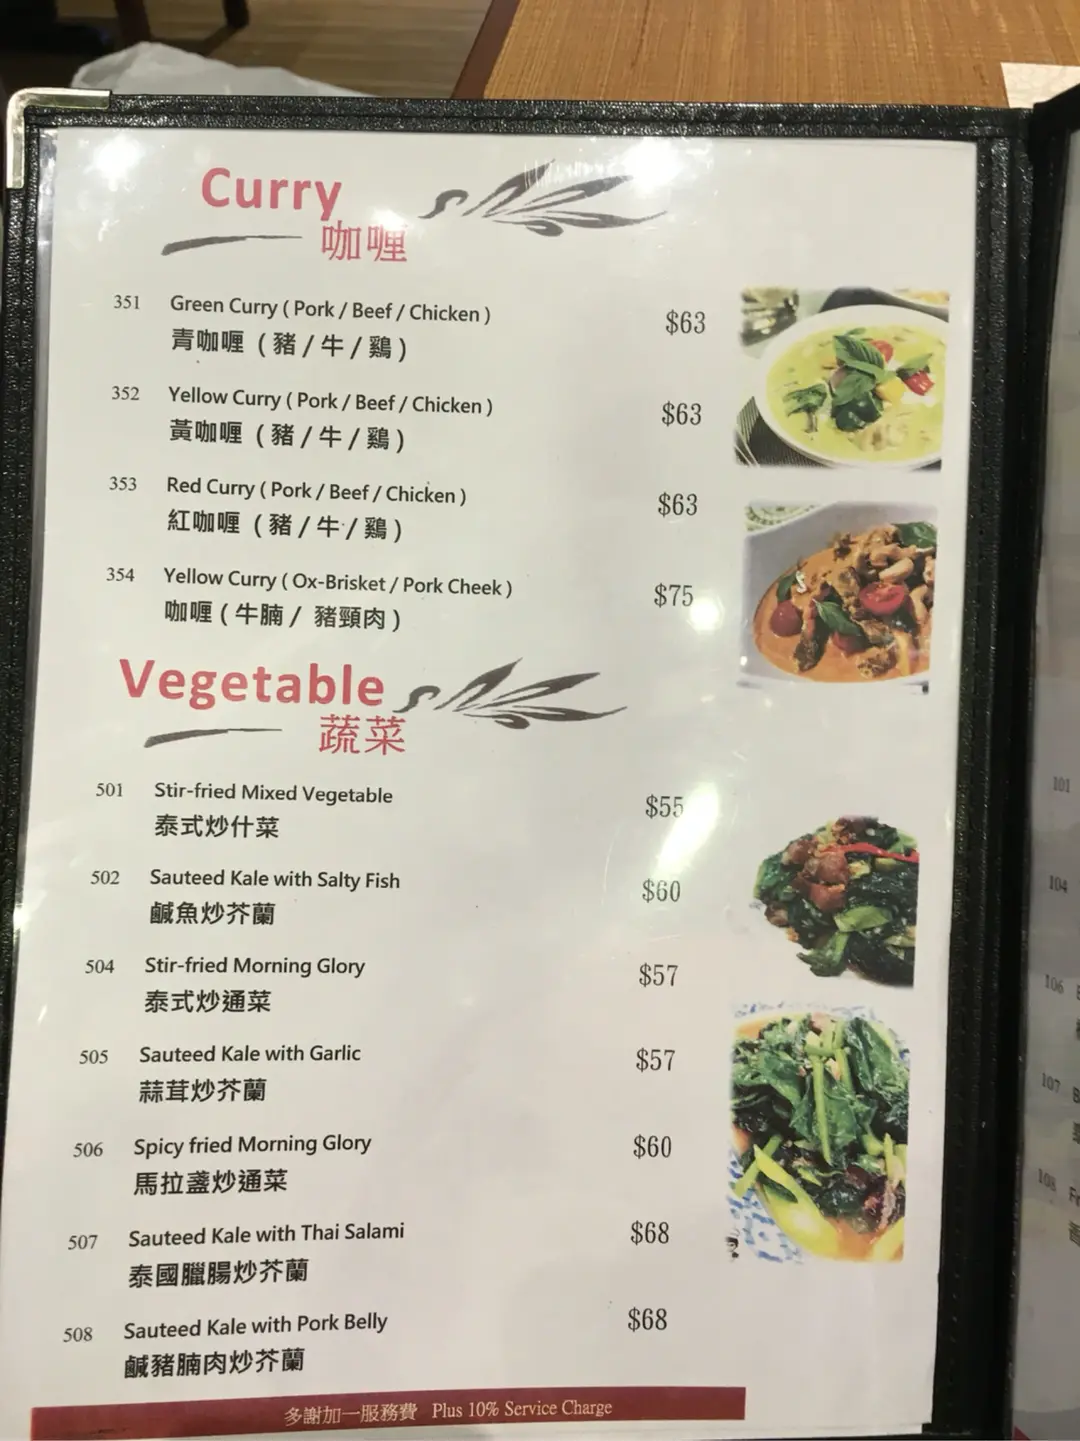 Curry
咖喱
351 Green Curry ( Pork / Beef / Chicken ) $63
青咖喱 ( 豬 / 牛 / 鷄 )
352 Yellow Curry ( Pork / Beef / Chicken ) $63
黃咖喱 ( 豬 / 牛 / 鷄 )
353 Red Curry ( Pork / Beef / Chicken ) $63
紅咖喱 ( 豬 / 牛 / 鷄 )
354 Yellow Curry ( Ox-Brisket / Pork Cheek ) $75
咖喱 ( 牛腩 / 豬頸肉 )
Vegetable
蔬菜
501 Stir-fried Mixed Vegetable $55
泰式炒什菜
502 Sauteed Kale with Salty Fish $60
鹹魚炒芥蘭
504 Stir-fried Morning Glory $57
泰式炒通菜
505 Sauteed Kale with Garlic $57
蒜茸炒芥蘭
506 Spicy fried Morning Glory $60
馬拉盞炒通菜
507 Sauteed Kale with Thai Salami $68
泰國臘腸炒芥蘭
508 Sauteed Kale with Pork Belly $68
鹹豬腩肉炒芥蘭
多謝加一服務費 Plus 10% Service Charge
101
104
106
107
108